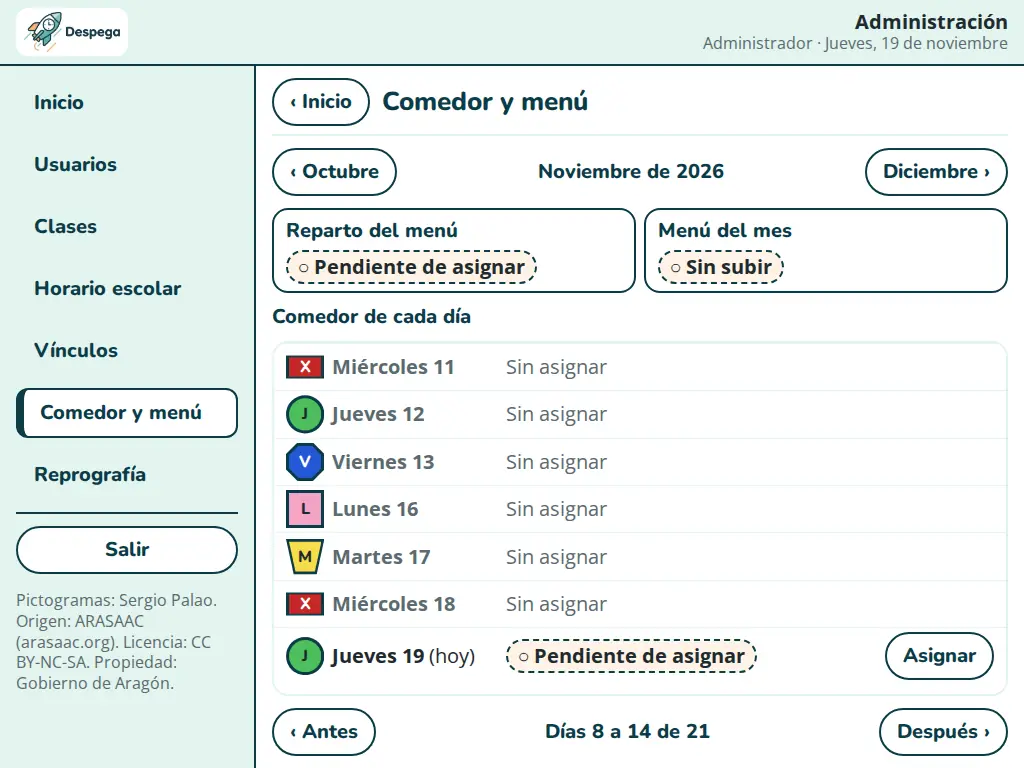 Despega
Administración
Administrador · Jueves, 19 de noviembre
Inicio
Usuarios
Clases
Horario escolar
Vínculos
Comedor y menú
Reprografía
Salir
Pictogramas: Sergio Palao.
Origen: ARASAAC
(arasaac.org). Licencia: CC
BY-NC-SA. Propiedad:
Gobierno de Aragón.
‹ Inicio
Comedor y menú
‹ Octubre
Noviembre de 2026
Diciembre ›
Reparto del menú
○ Pendiente de asignar
Menú del mes
○ Sin subir
Comedor de cada día
X Miércoles 11 Sin asignar
J Jueves 12 Sin asignar
V Viernes 13 Sin asignar
L Lunes 16 Sin asignar
M Martes 17 Sin asignar
X Miércoles 18 Sin asignar
J Jueves 19 (hoy) ○ Pendiente de asignar Asignar
‹ Antes
Días 8 a 14 de 21
Después ›